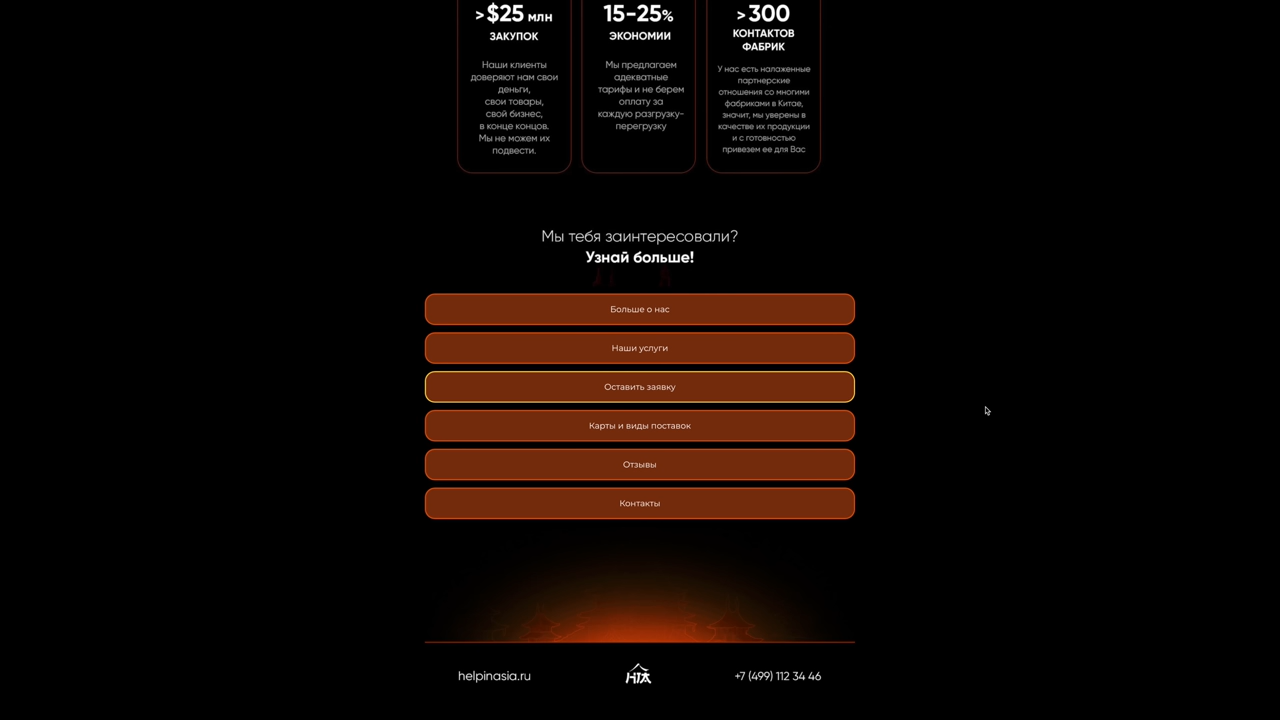 >$25 млн
ЗАКУПОК
Наши клиенты
доверяют нам свои
деньги,
свои товары,
свой бизнес,
в конце концов.
Мы не можем их
подвести.
15-25%
ЭКОНОМИИ
Мы предлагаем
адекватные
тарифы и не берем
оплату за
каждую разгрузку-
перегрузку
>300
КОНТАКТОВ
ФАБРИК
У нас есть налаженные
партнерские
отношения со многими
фабриками в Китае,
значит, мы уверены в
качестве их продукции
и с готовностью
привезем ее для Вас
Мы тебя заинтересовали?
Узнай больше!
Больше о нас
Наши услуги
Оставить заявку
Карты и виды поставок
Отзывы
Контакты
helpinasia.ru
HIA
+7 (499) 112 34 46